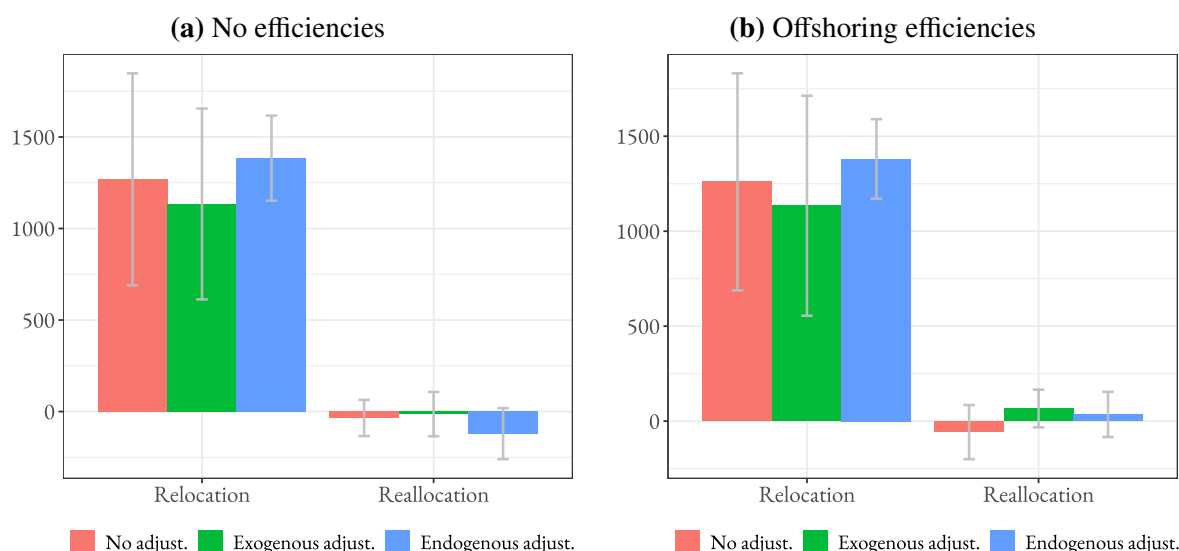 (a) No efficiencies
1500
1000
500
0
Relocation Reallocation
No adjust. Exogenous adjust. Endogenous adjust.
(b) Offshoring efficiencies
1500
1000
500
0
Relocation Reallocation
No adjust. Exogenous adjust. Endogenous adjust.